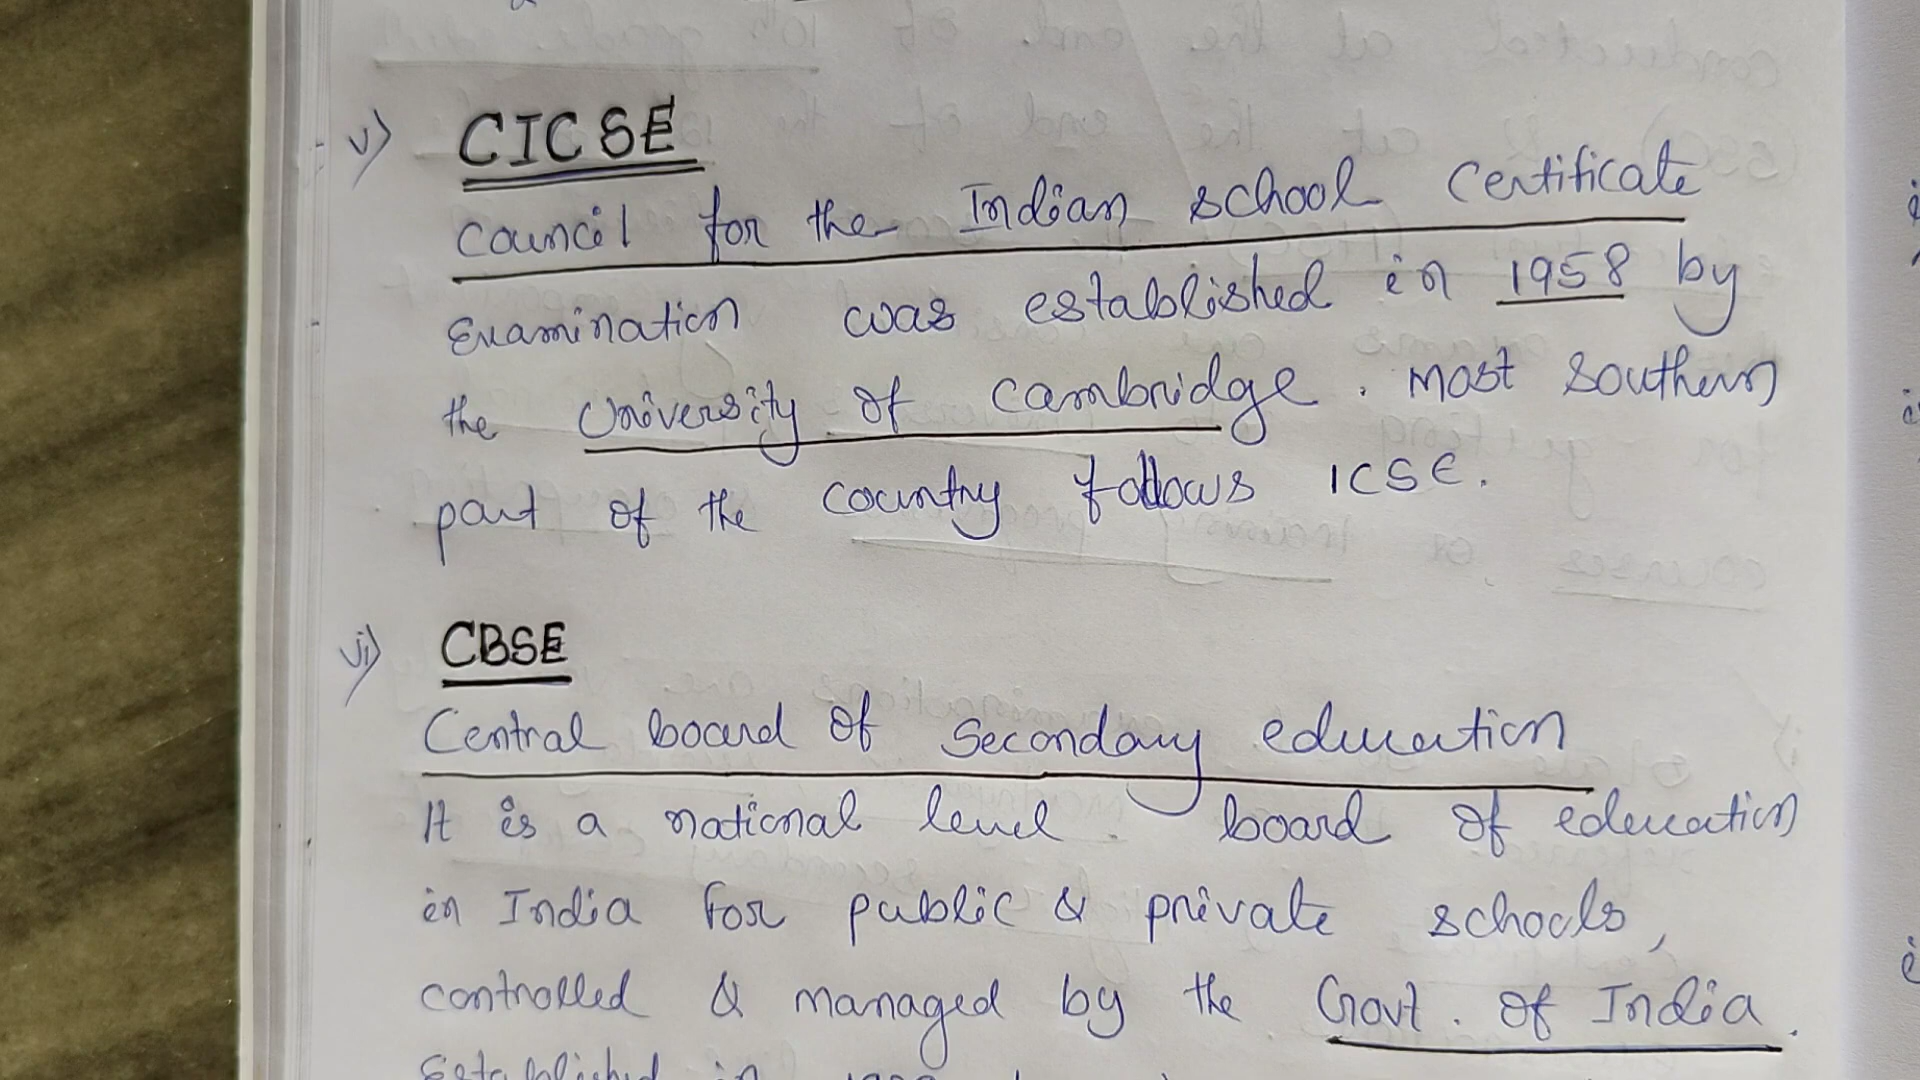 v) CICSE
Council for the Indian school Certificate
Examination was established in 1958 by
the University of Cambridge. Most Southern
part of the country follows ICSE.
vi) CBSE
Central board of Secondary education
It is a national level board of education
in India for public & private schools,
controlled & managed by the Govt. of India.
Established in